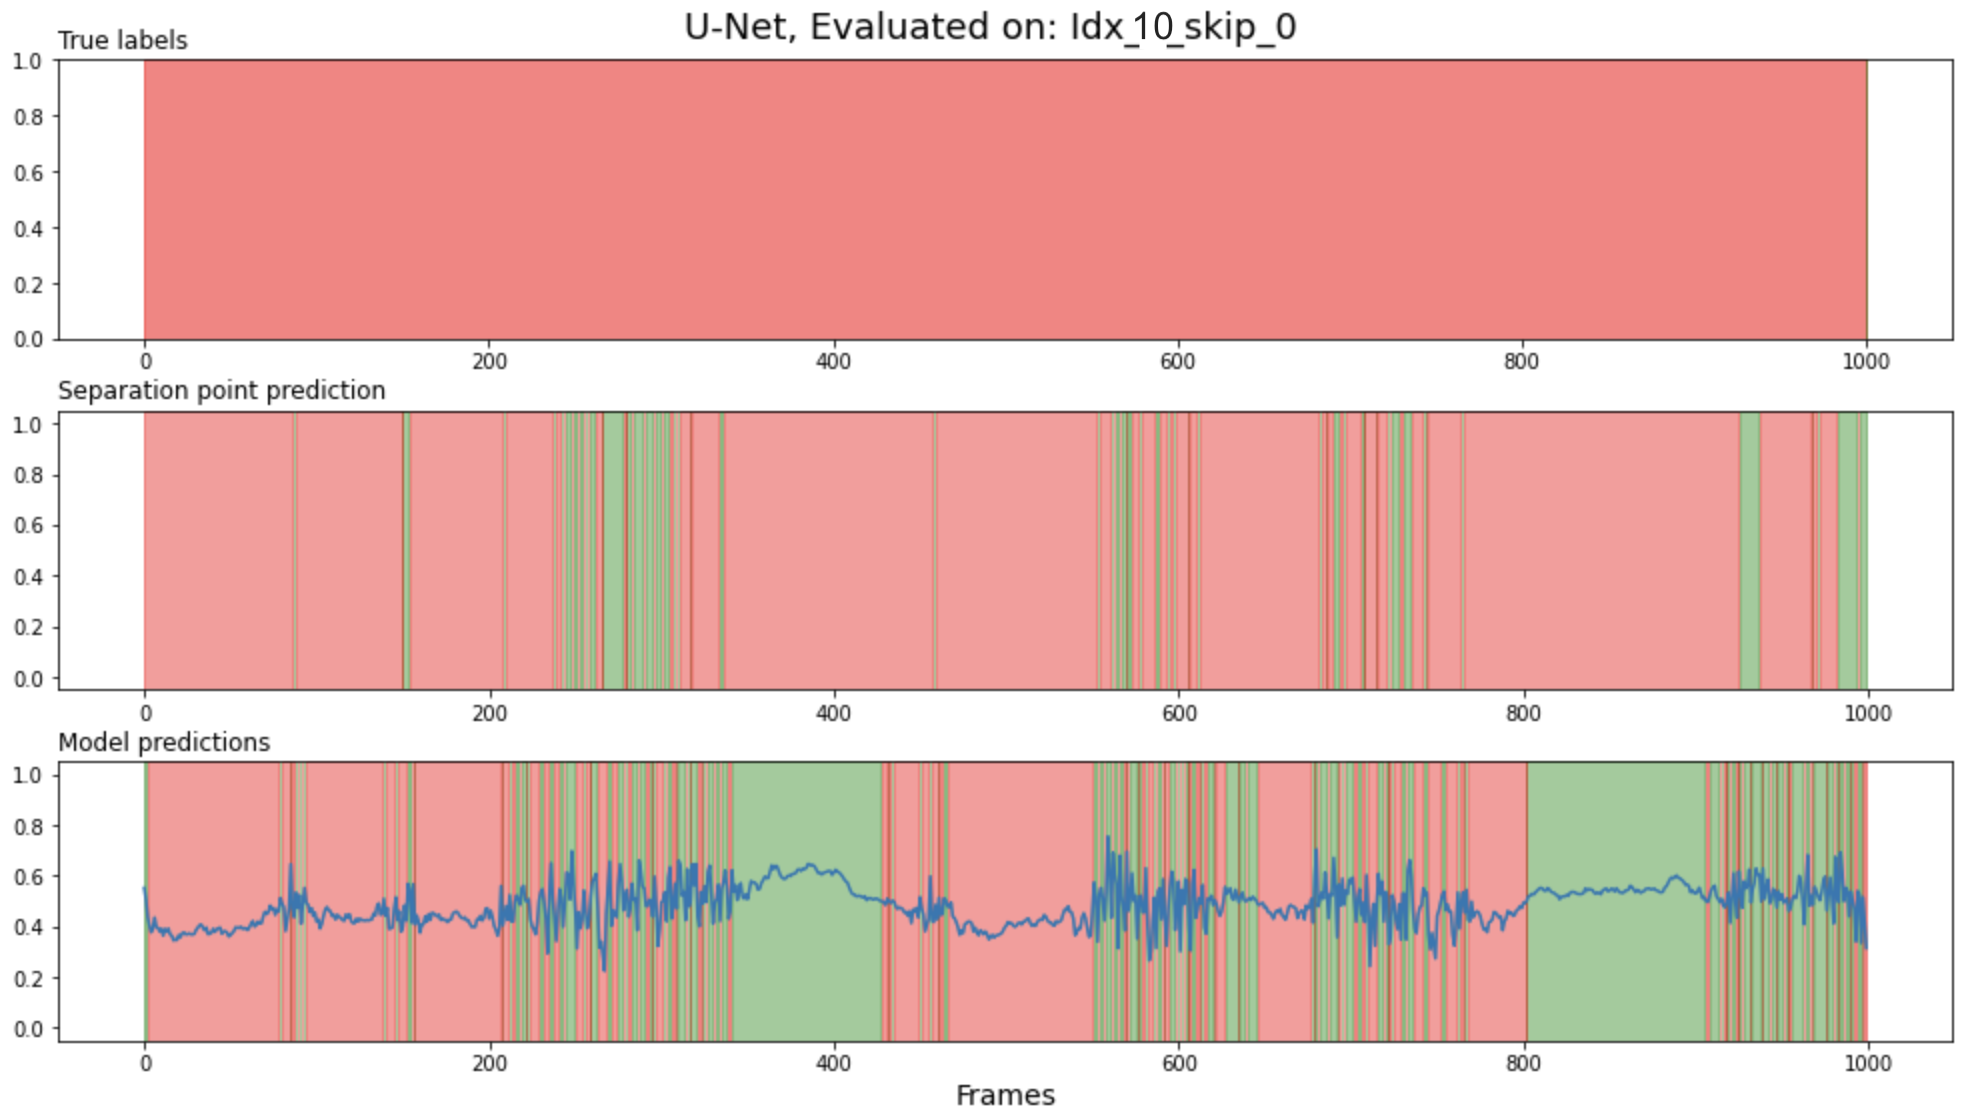 U-Net, Evaluated on: Idx_10_skip_0
True labels
1.0
0.8
0.6
0.4
0.2
0.0
0 200 400 600 800 1000
Separation point prediction
1.0
0.8
0.6
0.4
0.2
0.0
0 200 400 600 800 1000
Model predictions
1.0
0.8
0.6
0.4
0.2
0.0
0 200 400 600 800 1000
Frames